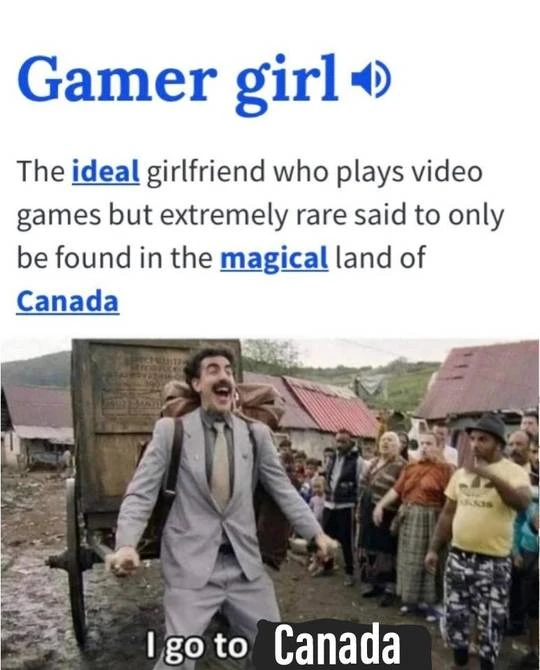 Gamer girl
The ideal girlfriend who plays video
games but extremely rare said to only
be found in the magical land of
Canada
I go to Canada